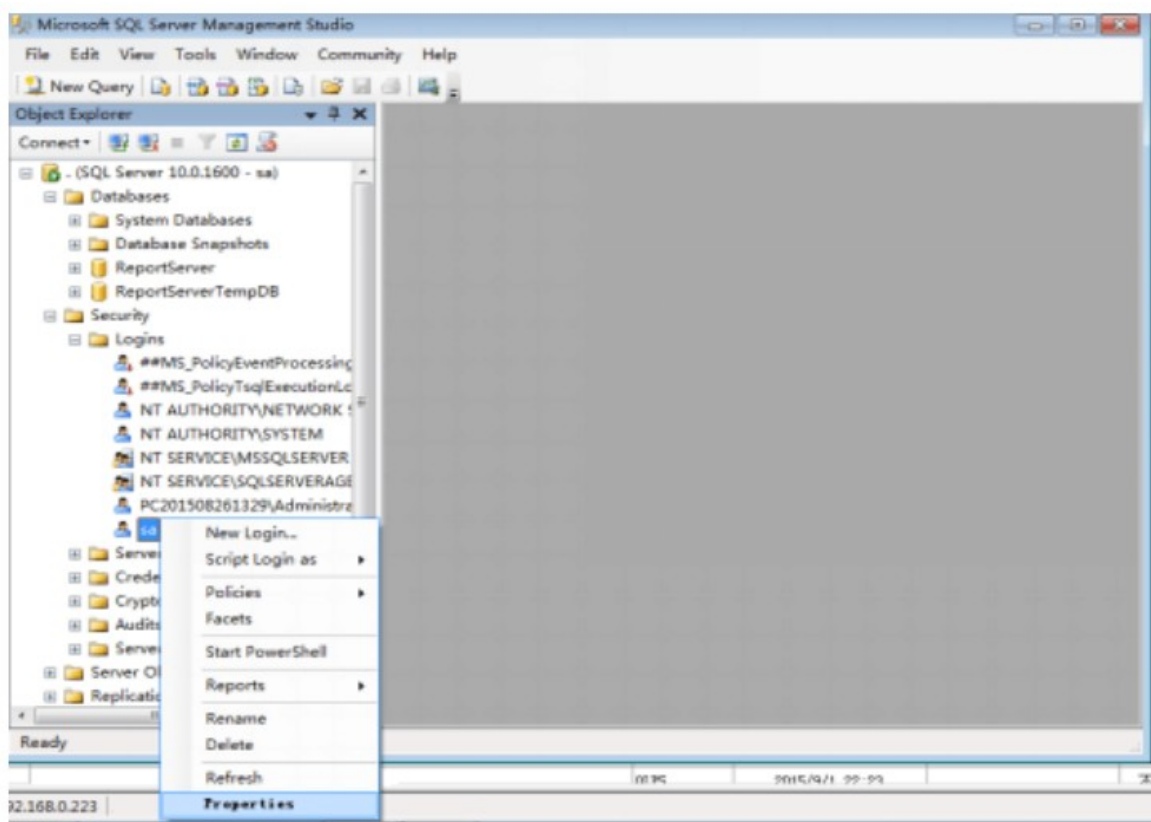 Microsoft SQL Server Management Studio
File Edit View Tools Window Community Help
New Query
Object Explorer
Connect
. (SQL Server 10.0.1600 - sa)
Databases
System Databases
Database Snapshots
ReportServer
ReportServerTempDB
Security
Logins
##MS_PolicyEventProcessing
##MS_PolicyTsqlExecutionLo
NT AUTHORITY\NETWORK S
NT AUTHORITY\SYSTEM
NT SERVICE\MSSQLSERVER
NT SERVICE\SQLSERVERAGE
PC201508261329\Administra
sa
New Login...
Serve
Script Login as
Crede
Policies
Crypto
Facets
Audits
Start PowerShell
Serve
Server Ob
Reports
Replicatio
Rename
Ready
Delete
Refresh
2015/9/1 22:23
92.168.0.223
Properties